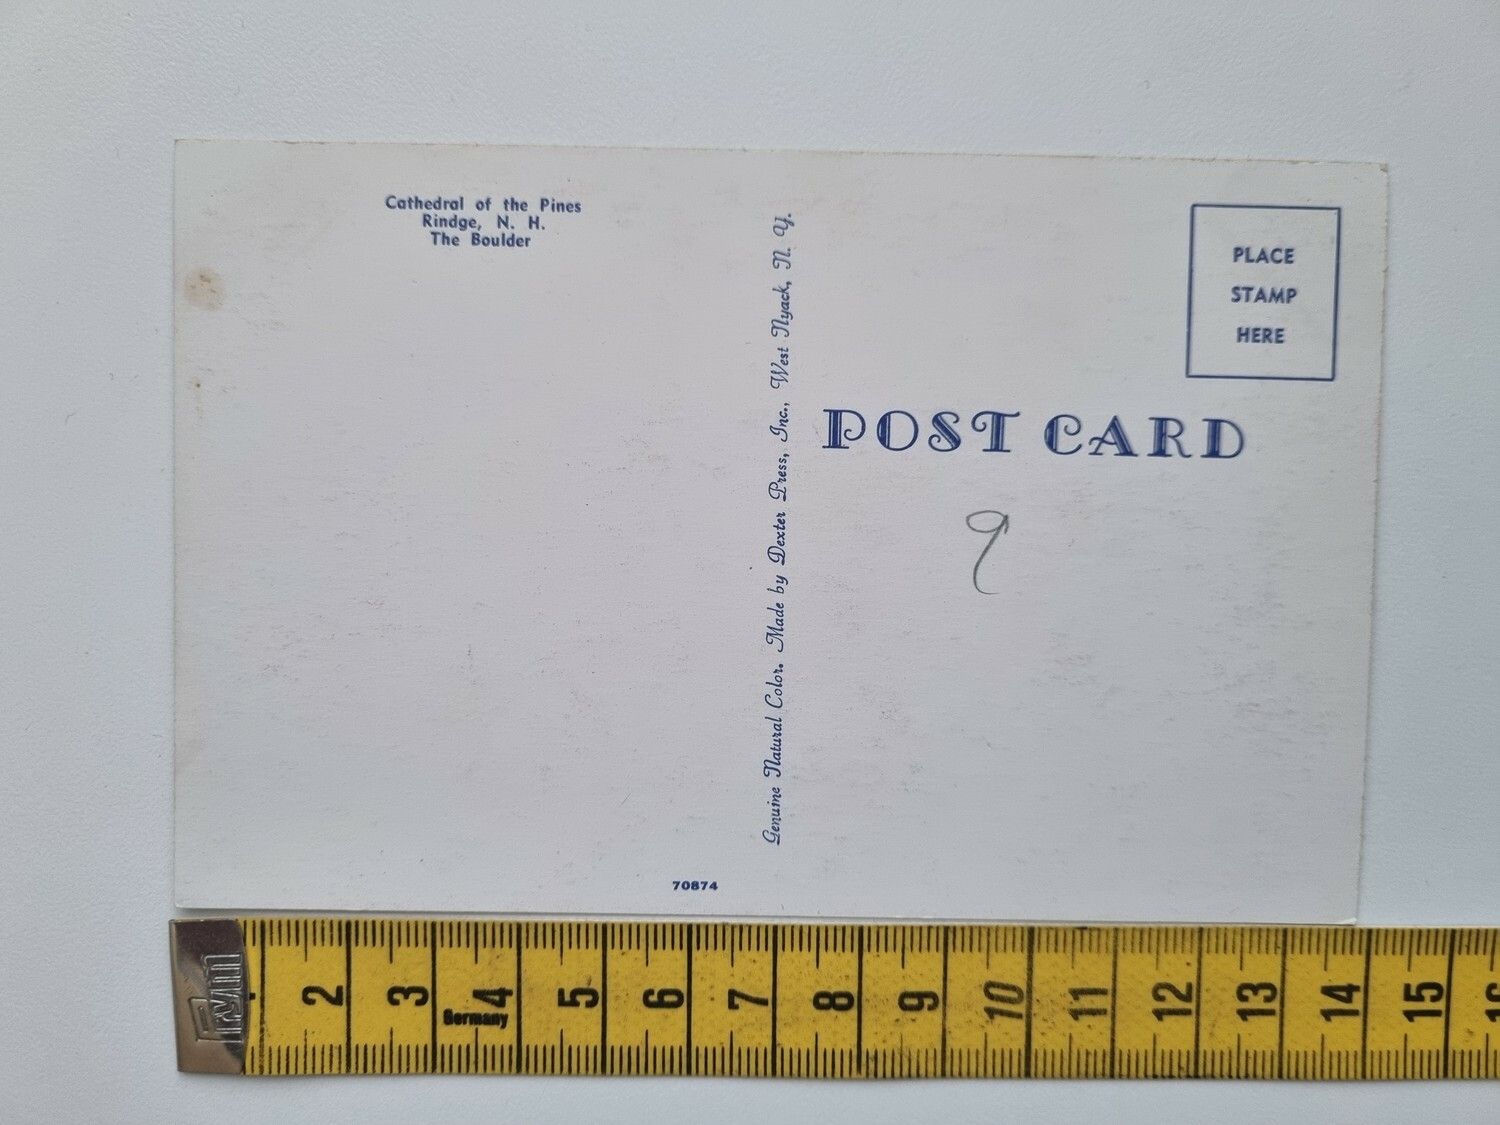 Cathedral of the Pines
Rindge, N. H.
The Boulder
Genuine Natural Color. Made by Dexter Press, Inc., West Nyack, N. Y.
PLACE
STAMP
HERE
POST CARD
9
70874
2 3 4 5 6 7 8 9 10 11 12 13 14 15 16
Germany